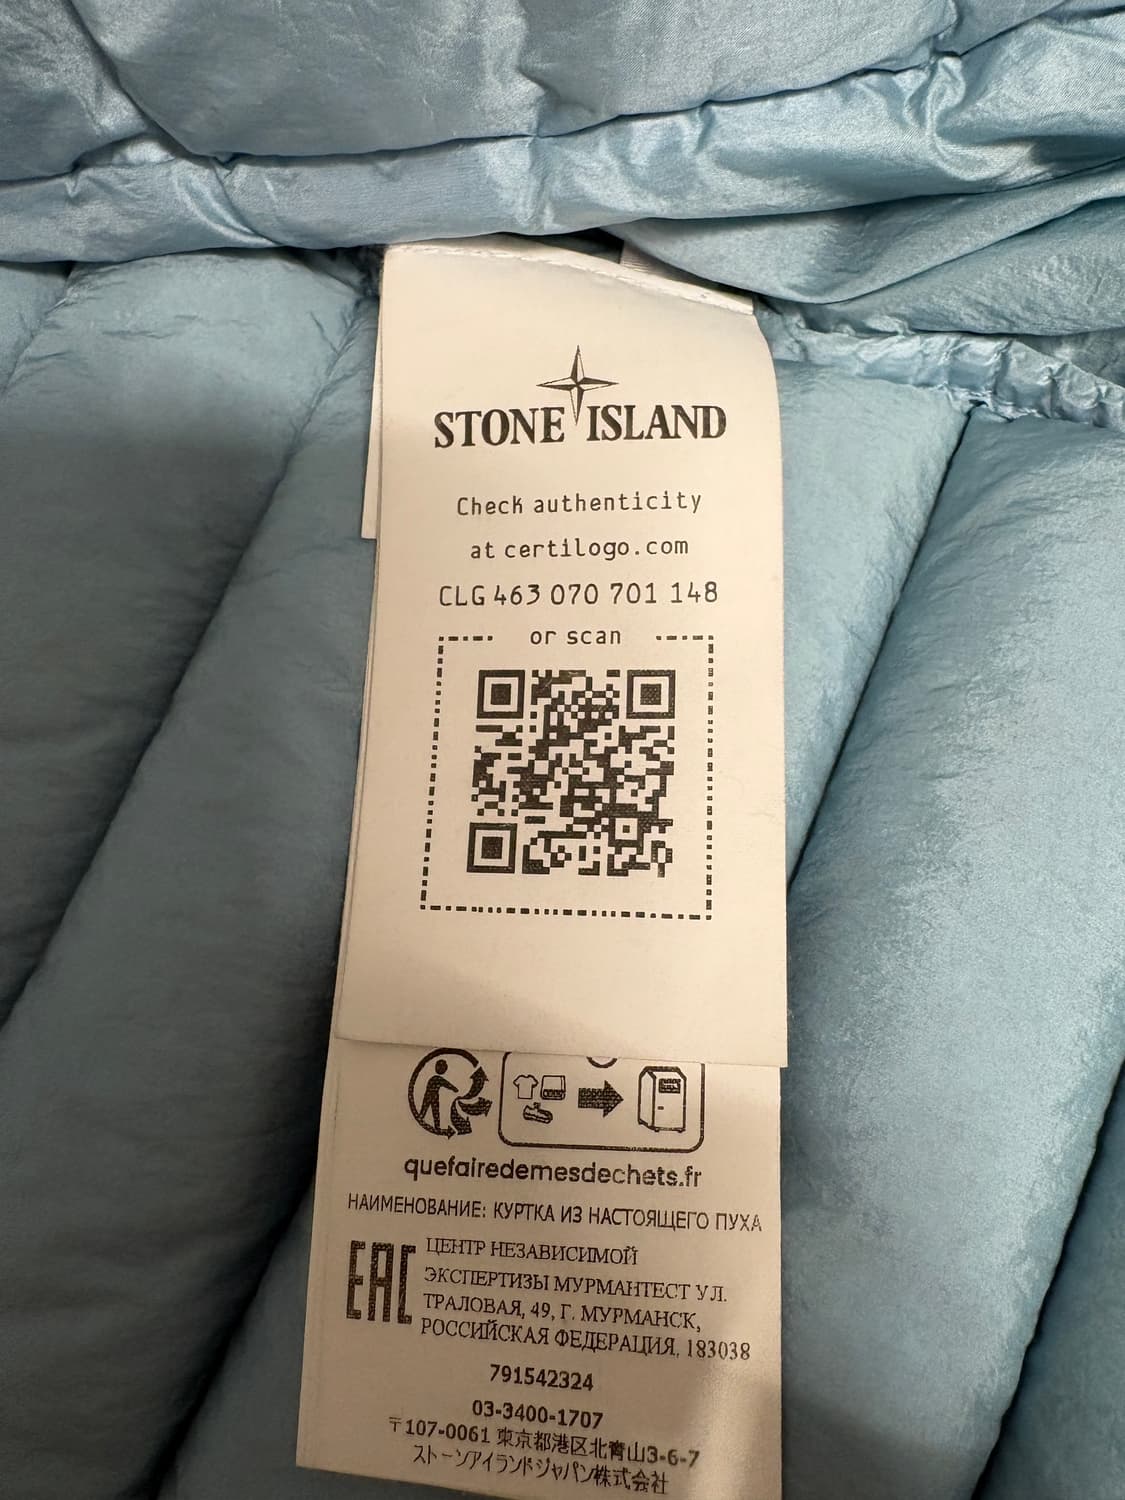 STONE ISLAND
Check authenticity
at certilogo.com
CLG 463 070 701 148
or scan
quefairedemesdechets.fr
НАИМЕНОВАНИЕ: КУРТКА ИЗ НАСТОЯЩЕГО ПУХА
EAC
ЦЕНТР НЕЗАВИСИМОЙ
ЭКСПЕРТИЗЫ МУРМАНТЕСТ УЛ.
ТРАЛОВАЯ, 49, Г. МУРМАНСК,
РОССИЙСКАЯ ФЕДЕРАЦИЯ, 183038
791542324
03-3400-1707
〒107-0061 東京都港区北青山3-6-7
ストーンアイランドジャパン株式会社